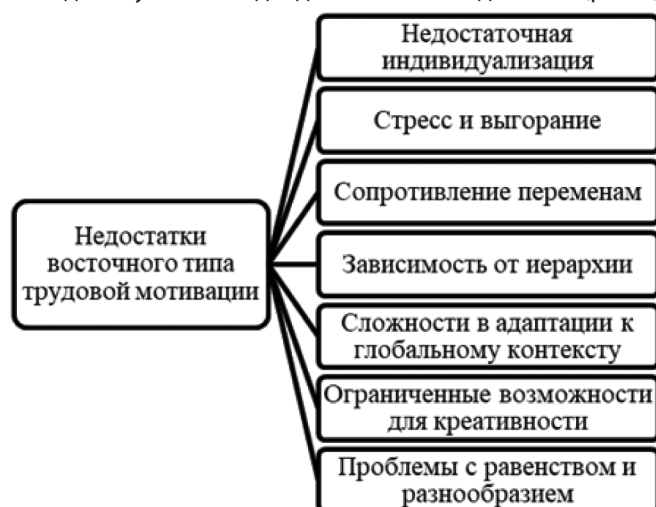 Недостаточная
индивидуализация
Стресс и выгорание
Сопротивление переменам
Недостатки
восточного типа
трудовой мотивации
Зависимость от иерархии
Сложности в адаптации к
глобальному контексту
Ограниченные возможности
для креативности
Проблемы с равенством и
разнообразием